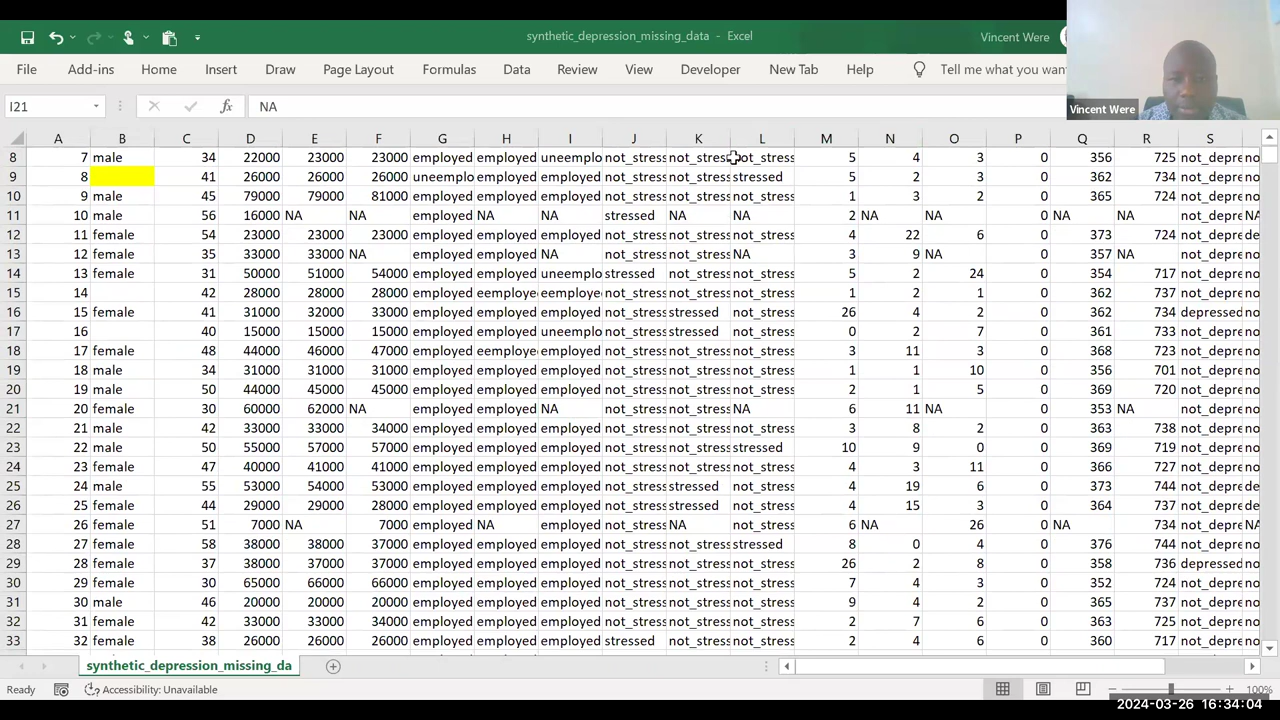 synthetic_depression_missing_data - Excel
Vincent Were
File Add-ins Home Insert Draw Page Layout Formulas Data Review View Developer New Tab Help Tell me what you wan
Vincent Were
I21 fx NA
A B C D E F G H I J K L M N O P Q R S
8 7 male 34 22000 23000 23000 employed employed uneemplo not_stress not_stress not_stress 5 4 3 0 356 725 not_depre no
9 8 41 26000 26000 26000 uneemplo employed employed not_stress not_stress stressed 5 2 3 0 362 734 not_depre no
10 9 male 45 79000 79000 81000 employed employed employed not_stress not_stress not_stress 1 3 2 0 365 724 not_depre no
11 10 male 56 16000 NA NA employed NA NA stressed NA NA 2 NA NA 0 NA NA not_depre NA
12 11 female 54 23000 23000 23000 employed employed employed not_stress not_stress not_stress 4 22 6 0 373 724 not_depre de
13 12 female 35 33000 33000 NA employed employed NA not_stress not_stress NA 3 9 NA 0 357 NA not_depre no
14 13 female 31 50000 51000 54000 employed employed uneemplo stressed not_stress not_stress 5 2 24 0 354 717 not_depre no
15 14 42 28000 28000 28000 employed eemploye eemploye not_stress not_stress not_stress 1 2 1 0 362 737 not_depre no
16 15 female 41 31000 32000 33000 employed employed employed not_stress stressed not_stress 26 4 2 0 362 734 depressed no
17 16 40 15000 15000 15000 employed employed uneemplo not_stress stressed not_stress 0 2 7 0 361 733 not_depre no
18 17 female 48 44000 46000 47000 employed eemploye employed not_stress not_stress not_stress 3 11 3 0 368 723 not_depre no
19 18 male 34 31000 31000 31000 employed employed employed not_stress not_stress not_stress 1 1 10 0 356 701 not_depre no
20 19 male 50 44000 45000 45000 employed employed employed not_stress not_stress not_stress 2 1 5 0 369 720 not_depre no
21 20 female 30 60000 62000 NA employed employed NA not_stress not_stress NA 6 11 NA 0 353 NA not_depre no
22 21 male 42 33000 33000 34000 employed employed employed not_stress not_stress not_stress 3 8 2 0 363 738 not_depre no
23 22 male 50 55000 57000 57000 employed employed employed not_stress not_stress stressed 10 9 0 0 369 719 not_depre no
24 23 female 47 40000 41000 41000 employed employed employed not_stress not_stress not_stress 4 3 11 0 366 727 not_depre no
25 24 male 55 53000 54000 53000 employed employed employed not_stress stressed not_stress 4 19 6 0 373 744 not_depre de
26 25 female 44 29000 29000 28000 employed employed employed not_stress stressed not_stress 4 15 3 0 364 737 not_depre de
27 26 female 51 7000 NA 7000 employed NA employed not_stress NA not_stress 6 NA 26 0 NA 734 not_depre NA
28 27 female 58 38000 38000 37000 employed employed employed not_stress not_stress stressed 8 0 4 0 376 744 not_depre no
29 28 female 37 38000 37000 37000 employed employed employed not_stress not_stress not_stress 26 2 8 0 358 736 depressed no
30 29 female 30 65000 66000 66000 employed employed employed not_stress not_stress not_stress 7 4 3 0 352 724 not_depre no
31 30 male 46 20000 20000 20000 employed employed employed not_stress not_stress not_stress 9 4 2 0 365 737 not_depre no
32 31 female 42 33000 33000 34000 employed employed employed not_stress not_stress not_stress 2 7 6 0 363 725 not_depre no
33 32 female 38 26000 26000 26000 employed employed employed stressed not_stress not_stress 2 4 6 0 360 717 not_depre no
synthetic_depression_missing_da
Ready Accessibility: Unavailable 100%
2024-03-26 16:34:04